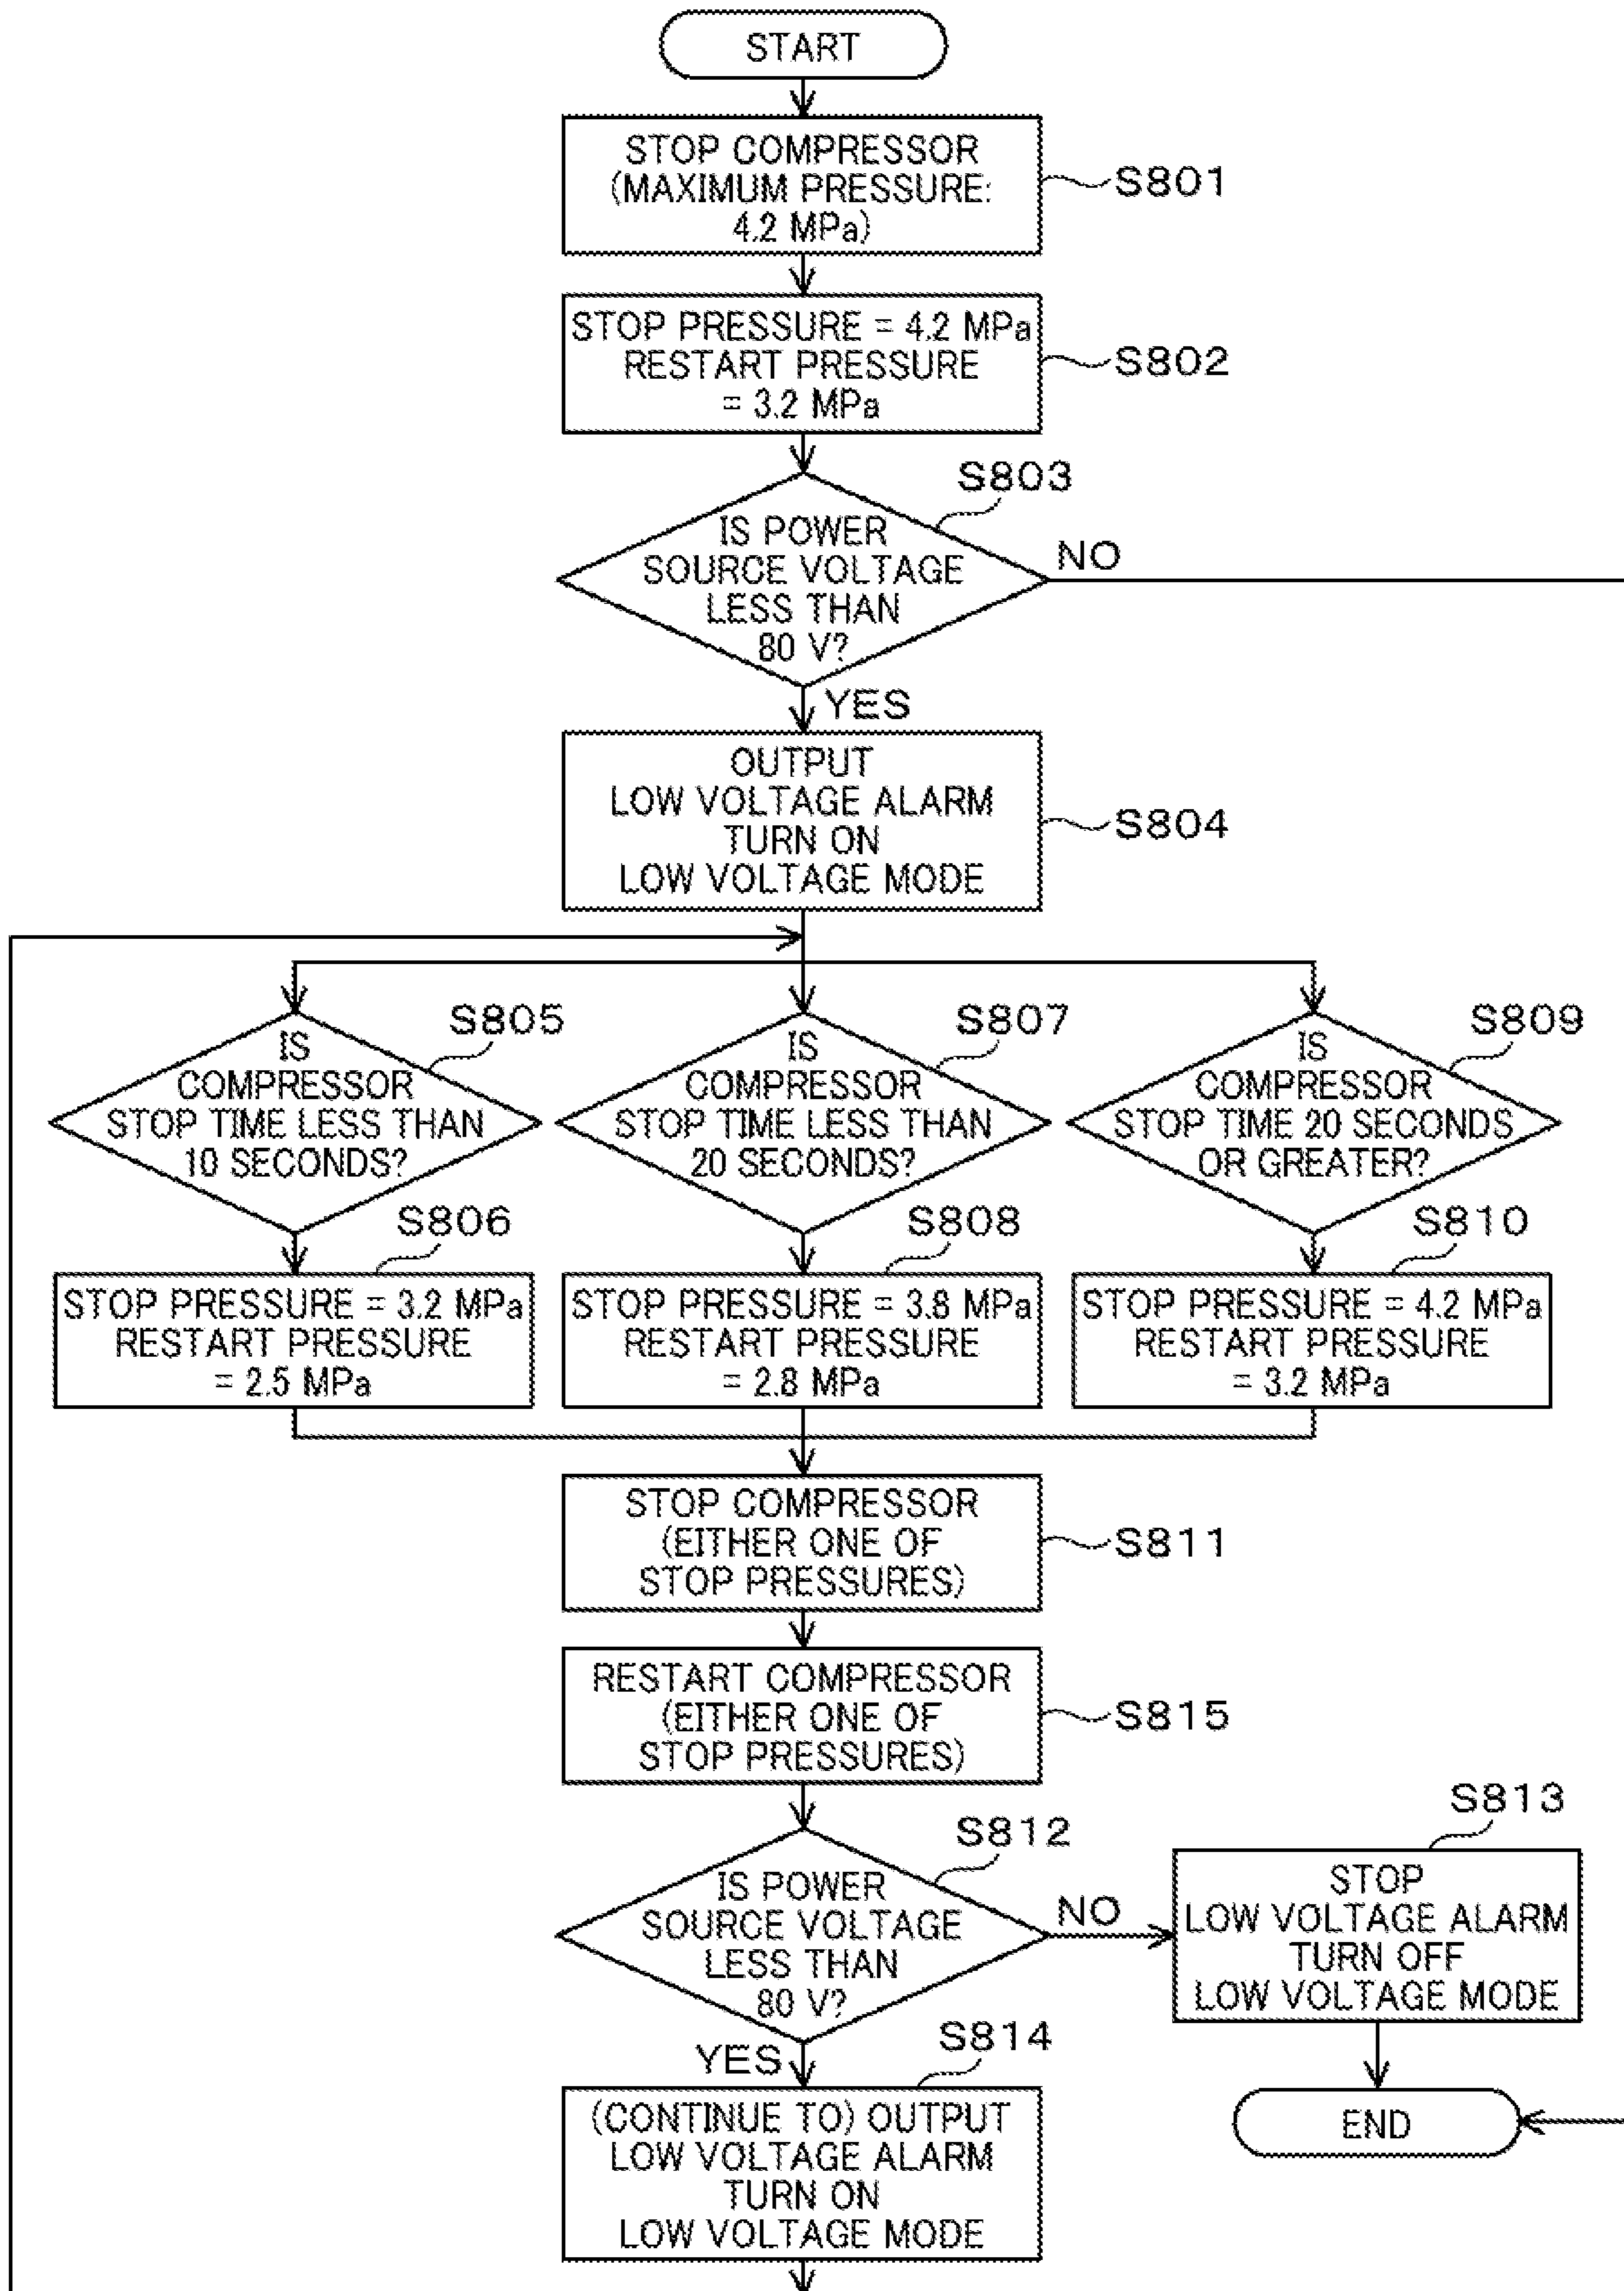 START
STOP COMPRESSOR
(MAXIMUM PRESSURE:
4.2 MPa)
S801
STOP PRESSURE = 4.2 MPa
RESTART PRESSURE
= 3.2 MPa
S802
S803
IS POWER
SOURCE VOLTAGE
LESS THAN
80 V?
NO
YES
OUTPUT
LOW VOLTAGE ALARM
TURN ON
LOW VOLTAGE MODE
S804
S805
IS
COMPRESSOR
STOP TIME LESS THAN
10 SECONDS?
S807
IS
COMPRESSOR
STOP TIME LESS THAN
20 SECONDS?
S809
IS
COMPRESSOR
STOP TIME 20 SECONDS
OR GREATER?
S806
STOP PRESSURE = 3.2 MPa
RESTART PRESSURE
= 2.5 MPa
S808
STOP PRESSURE = 3.8 MPa
RESTART PRESSURE
= 2.8 MPa
S810
STOP PRESSURE = 4.2 MPa
RESTART PRESSURE
= 3.2 MPa
STOP COMPRESSOR
(EITHER ONE OF
STOP PRESSURES)
S811
RESTART COMPRESSOR
(EITHER ONE OF
STOP PRESSURES)
S815
S812
IS POWER
SOURCE VOLTAGE
LESS THAN
80 V?
NO
S813
STOP
LOW VOLTAGE ALARM
TURN OFF
LOW VOLTAGE MODE
YES
S814
(CONTINUE TO) OUTPUT
LOW VOLTAGE ALARM
TURN ON
LOW VOLTAGE MODE
END